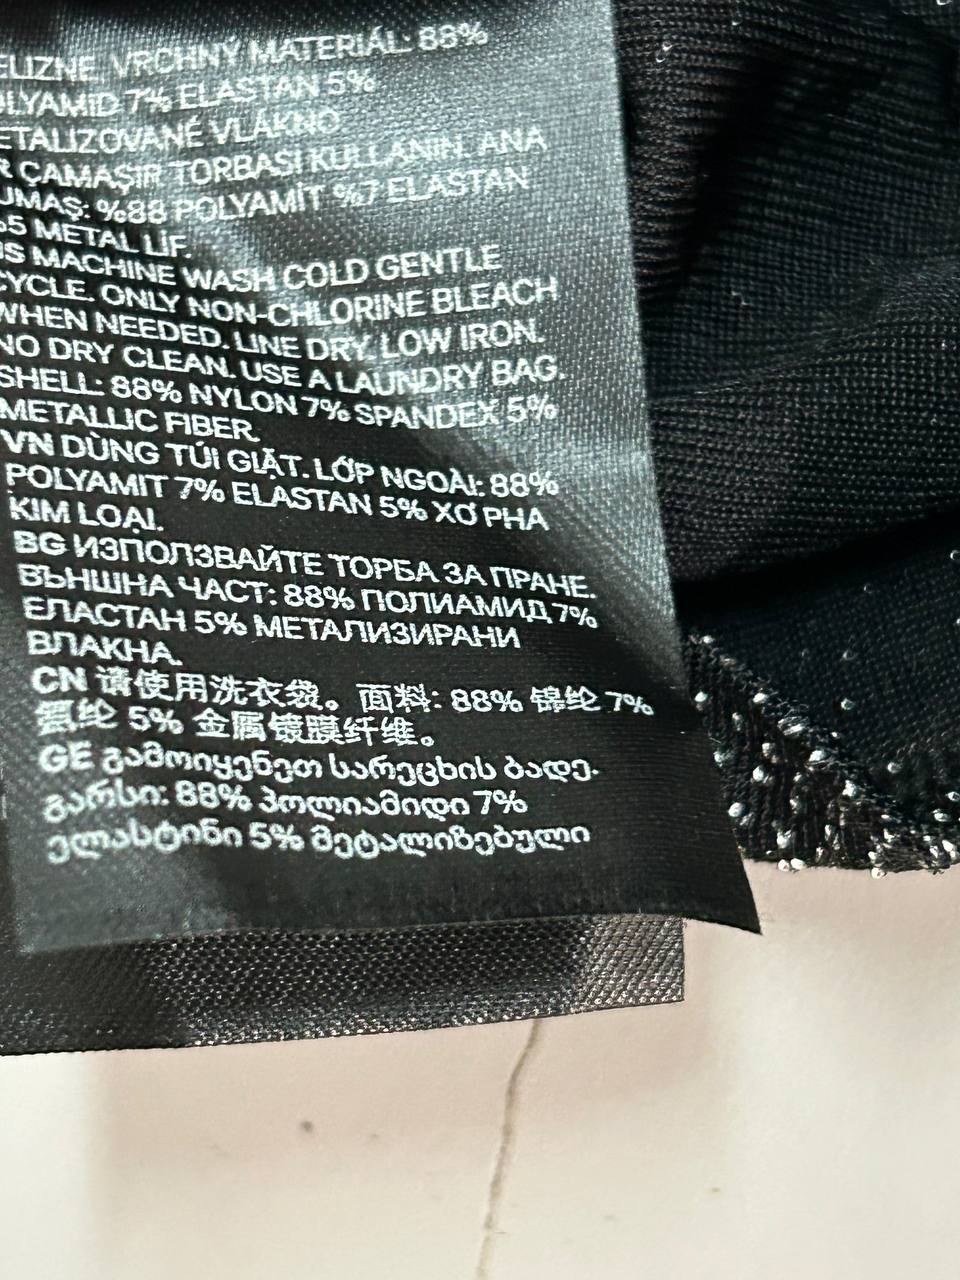 ELIZNE. VRCHNÝ MATERIÁL: 88%
OLYAMID 7% ELASTAN 5%
ETALIZOVANÉ VLÁKNO
R ÇAMAŞIR TORBASI KULLANIN. ANA
UMAŞ: %88 POLYAMİT %7 ELASTAN
%5 METAL LİF.
S MACHINE WASH COLD GENTLE
CYCLE. ONLY NON-CHLORINE BLEACH
WHEN NEEDED. LINE DRY. LOW IRON.
NO DRY CLEAN. USE A LAUNDRY BAG.
SHELL: 88% NYLON 7% SPANDEX 5%
METALLIC FIBER.
VN DÙNG TÚI GIẶT. LỚP NGOÀI: 88%
POLYAMIT 7% ELASTAN 5% XƠ PHA
KIM LOẠI.
BG ИЗПОЛЗВАЙТЕ ТОРБА ЗА ПРАНЕ.
ВЪНШНА ЧАСТ: 88% ПОЛИАМИД 7%
ЕЛАСТАН 5% МЕТАЛИЗИРАНИ
ВЛАКНА.
CN 请使用洗衣袋。面料: 88% 锦纶 7%
氨纶 5% 金属镀膜纤维。
GE გამოიყენეთ სარეცხის ბადე.
გარსი: 88% პოლიამიდი 7%
ელასტინი 5% მეტალიზებული